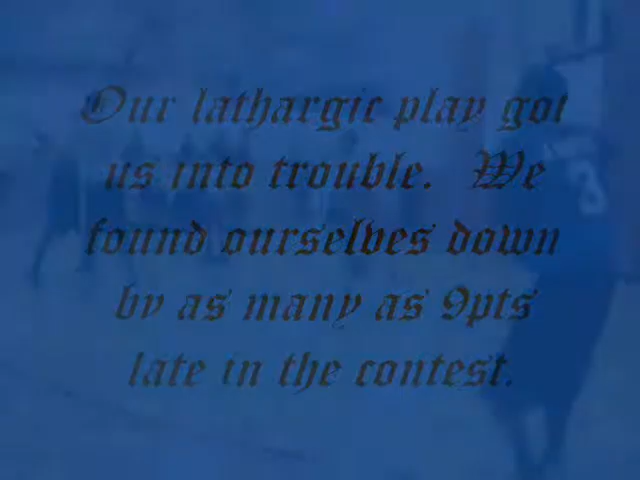 Our lathargic play got
us into trouble. We
found ourselves down
by as many as 9pts
late in the contest.